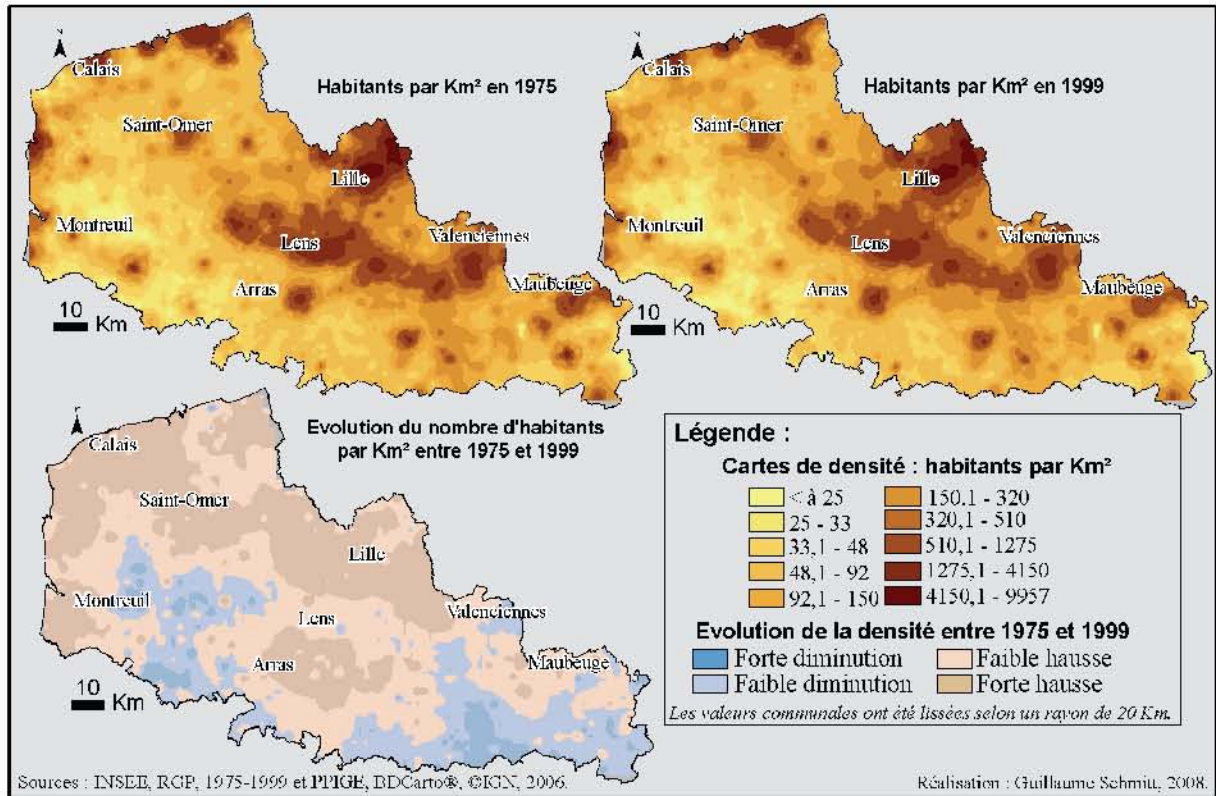 N
Calais
Habitants par Km² en 1975
Saint-Omer
Lille
Montreuil
Lens
Valenciennes
Arras
Maubeuge
10 Km
N
Calais
Habitants par Km² en 1999
Saint-Omer
Lille
Montreuil
Lens
Valenciennes
Arras
Maubeuge
10 Km
Evolution du nombre d'habitants
par Km² entre 1975 et 1999
Calais
Saint-Omer
Lille
Montreuil
Lens
Valenciennes
Arras
Maubeuge
10 Km
Légende :
Cartes de densité : habitants par Km²
< à 25
25 - 33
33,1 - 48
48,1 - 92
92,1 - 150
150,1 - 320
320,1 - 510
510,1 - 1275
1275,1 - 4150
4150,1 - 9957
Evolution de la densité entre 1975 et 1999
Forte diminution
Faible diminution
Faible hausse
Forte hausse
Les valeurs communales ont été lissées selon un rayon de 20 Km.
Sources : INSEE, RGP, 1975-1999 et PPIGE, BDCarto®, ©IGN, 2006.
Réalisation : Guillaume Schmitt, 2008.